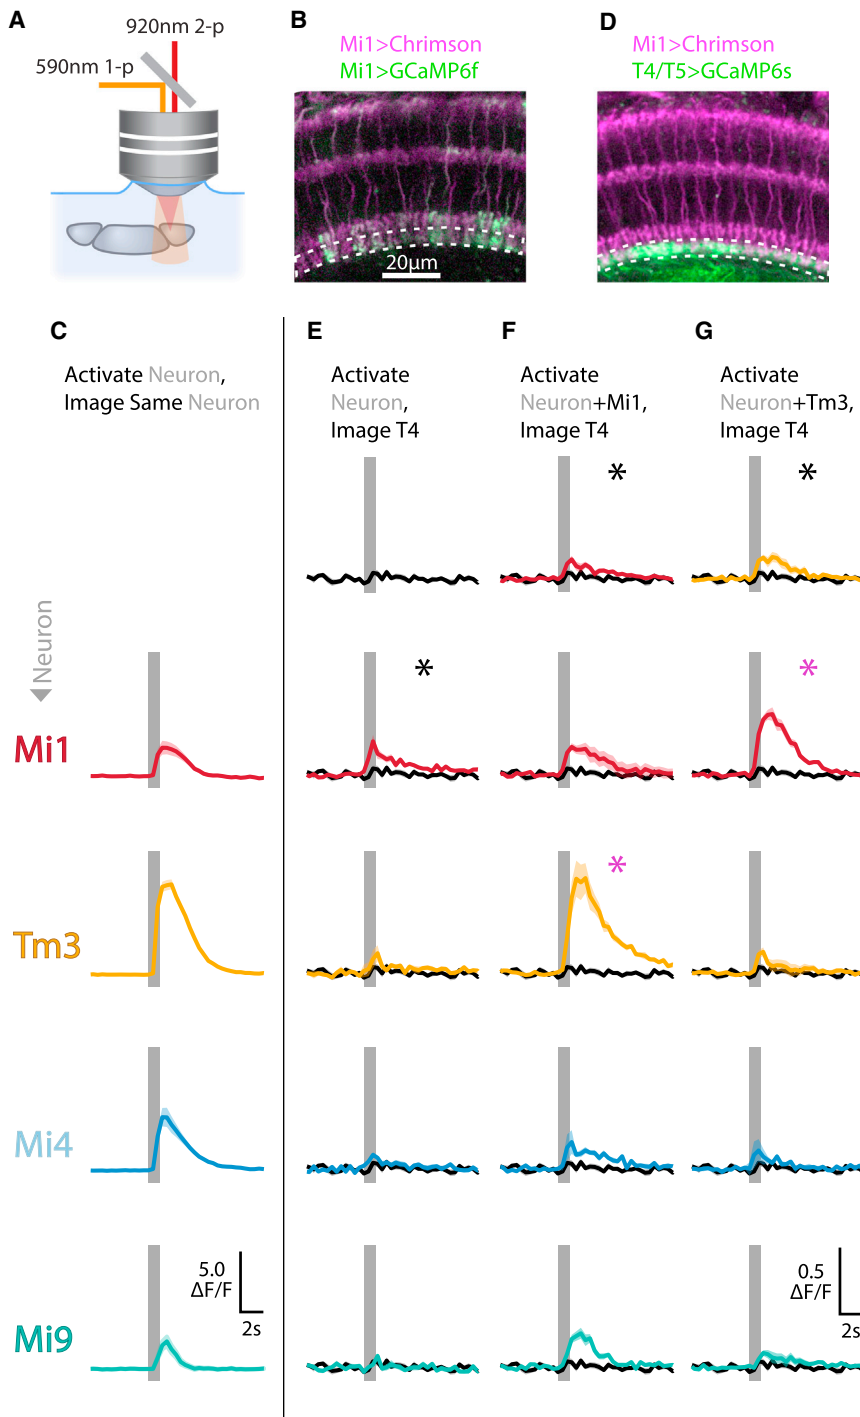 A
920nm 2-p
590nm 1-p
B
Mi1>Chrimson
Mi1>GCaMP6f
20µm
D
Mi1>Chrimson
T4/T5>GCaMP6s
C
Activate Neuron,
Image Same Neuron
E
Activate
Neuron,
Image T4
F
Activate
Neuron+Mi1,
Image T4
G
Activate
Neuron+Tm3,
Image T4
*
*
Neuron
Mi1
*
*
Tm3
*
Mi4
Mi9
5.0
ΔF/F
2s
0.5
ΔF/F
2s